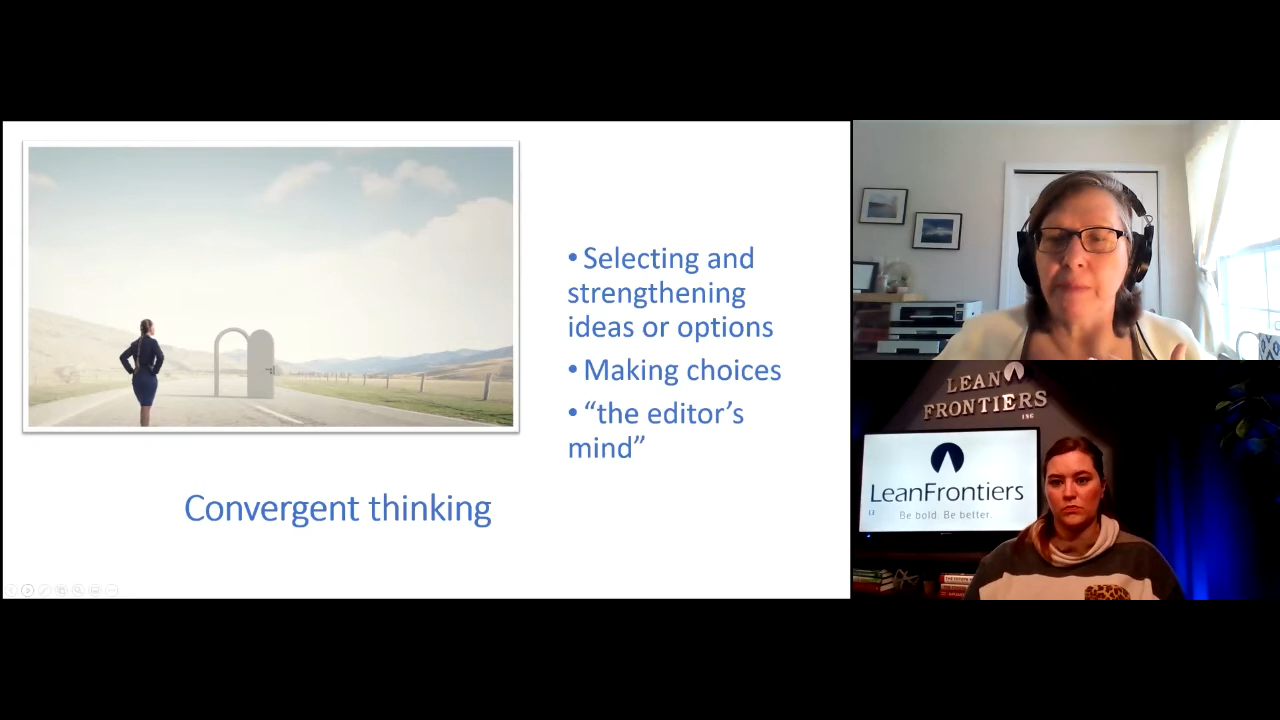 • Selecting and
strengthening
ideas or options
• Making choices
• “the editor’s
mind”
Convergent thinking
LEAN
FRONTIERS
INC
LeanFrontiers
Be bold. Be better.